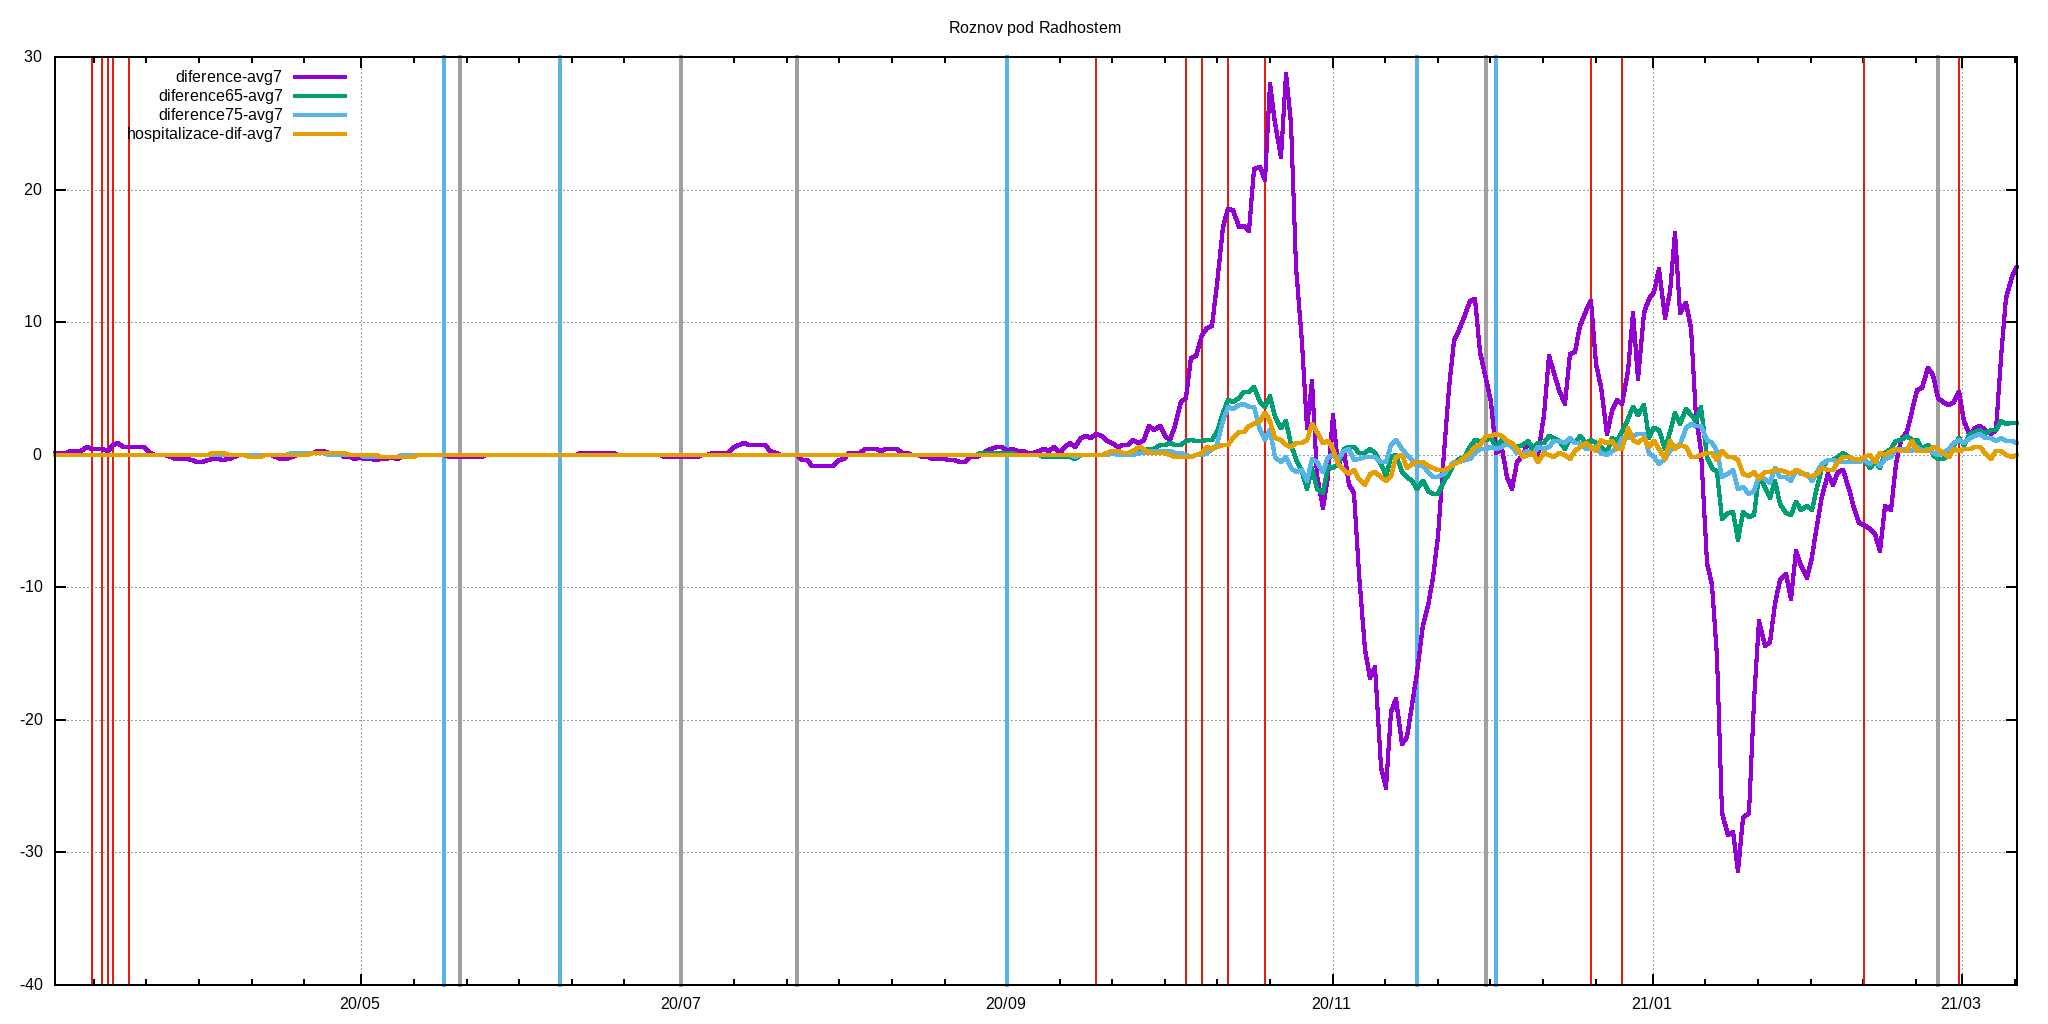 Roznov pod Radhostem
30
diference-avg7
diference65-avg7
diference75-avg7
hospitalizace-dif-avg7
20
10
0
-10
-20
-30
-40
20/05
20/07
20/09
20/11
21/01
21/03